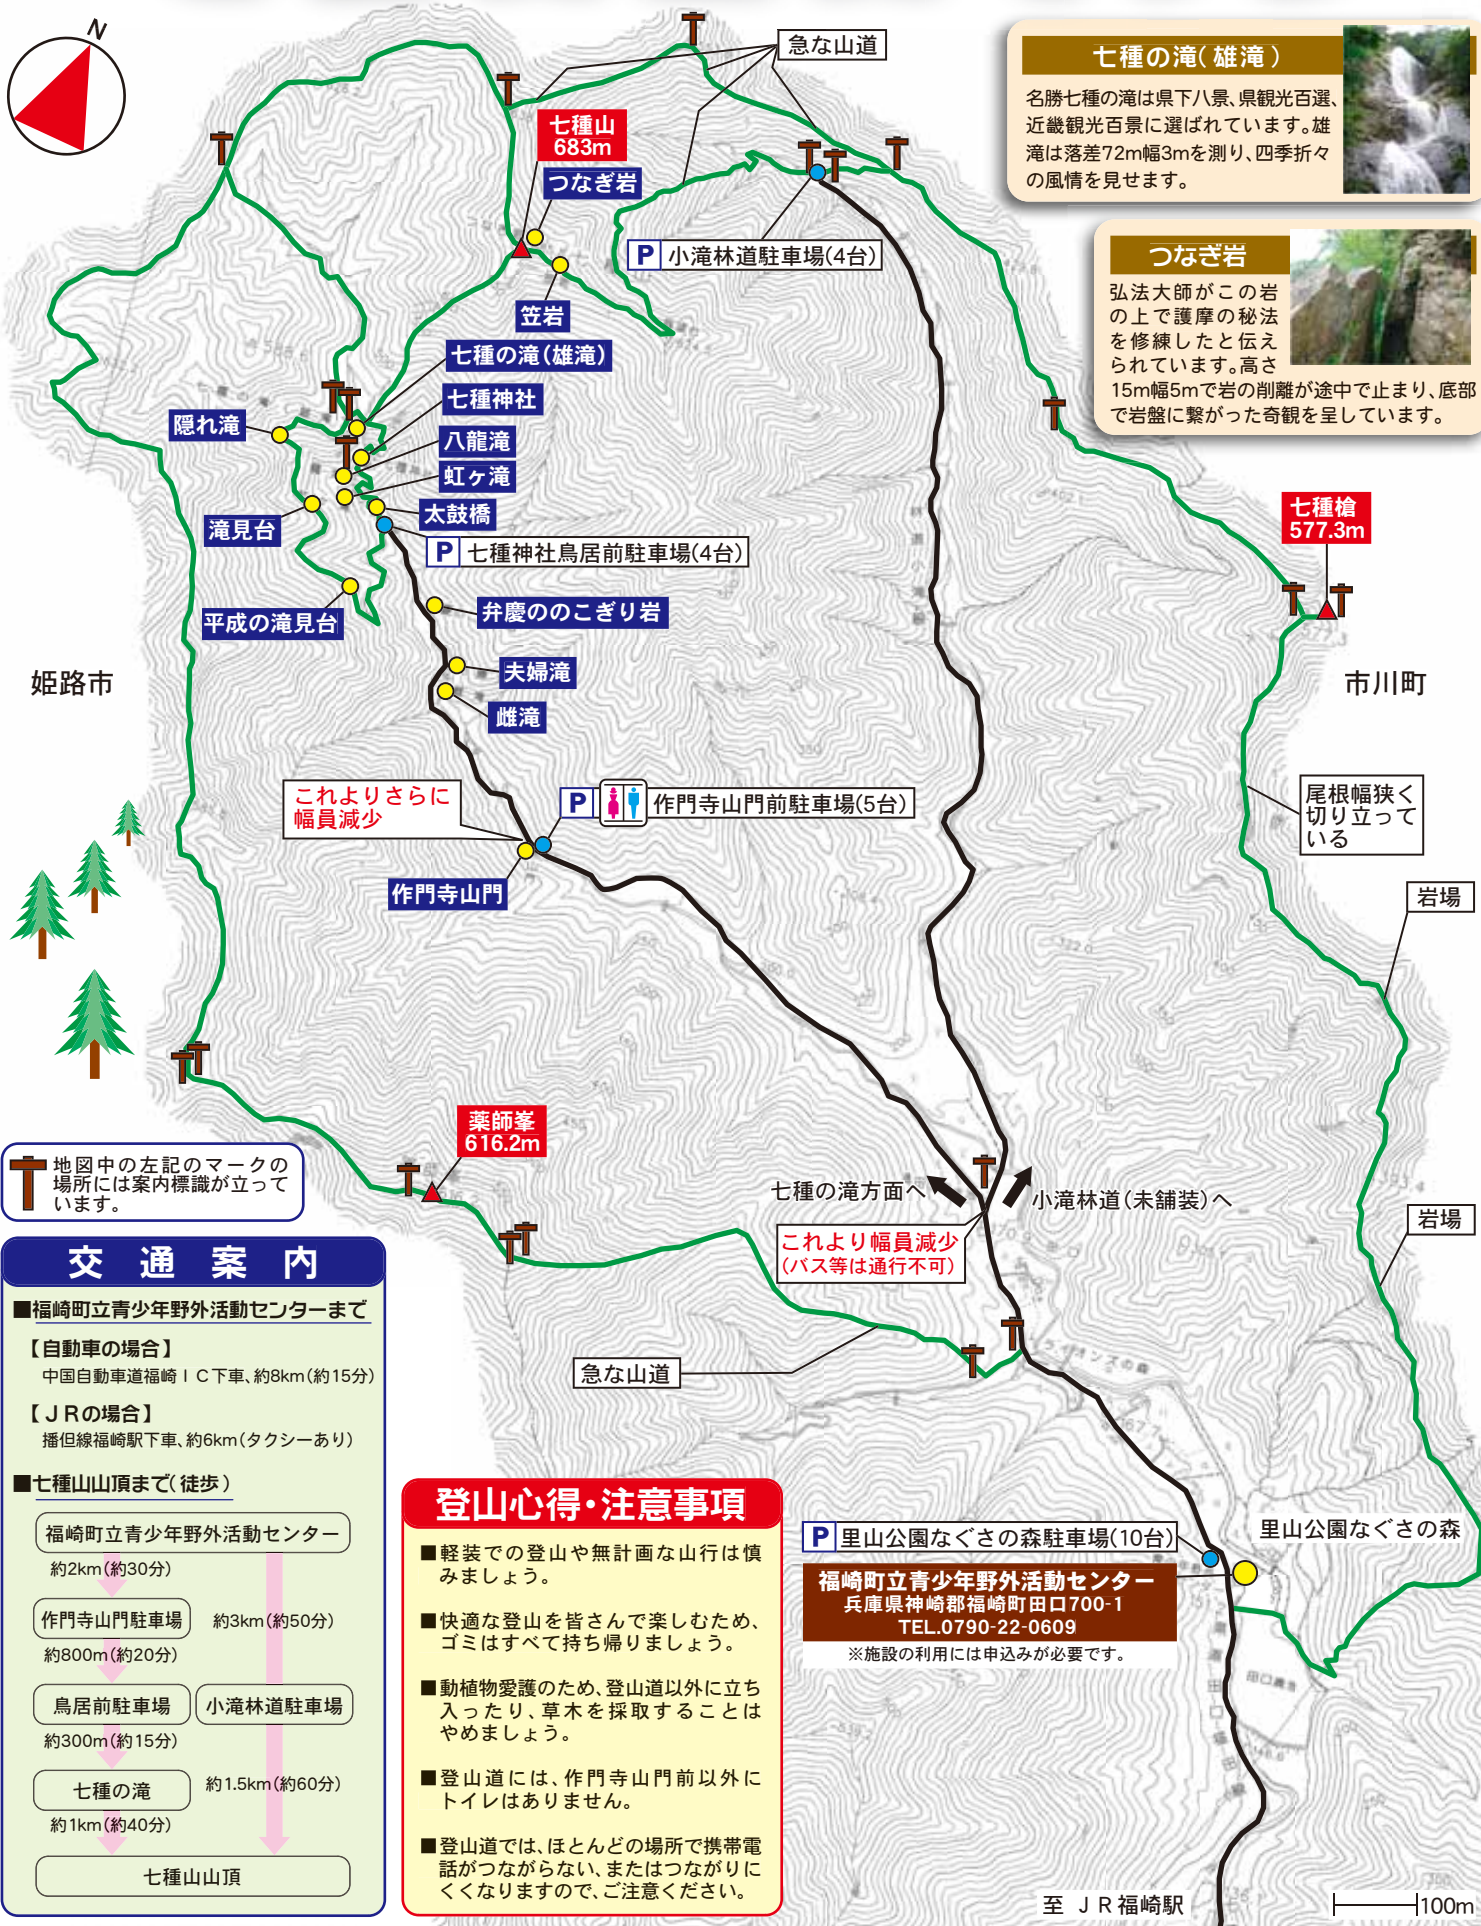 N
急な山道
七種山
683m
つなぎ岩
P 小滝林道駐車場(4台)
笠岩
七種の滝(雄滝)
七種神社
隠れ滝
八龍滝
虹ヶ滝
太鼓橋
滝見台
P 七種神社鳥居前駐車場(4台)
弁慶ののこぎり岩
平成の滝見台
夫婦滝
雌滝
姫路市
市川町
七種の滝(雄滝)
名勝七種の滝は県下八景、県観光百選、
近畿観光百景に選ばれています。雄
滝は落差72m幅3mを測り、四季折々
の風情を見せます。
つなぎ岩
弘法大師がこの岩
の上で護摩の秘法
を修練したと伝え
られています。高さ
15m幅5mで岩の削離が途中で止まり、底部
で岩盤に繋がった奇観を呈しています。
七種槍
577.3m
これよりさらに
幅員減少
P 作門寺山門前駐車場(5台)
作門寺山門
尾根幅狭く
切り立って
いる
岩場
薬師峯
616.2m
七種の滝方面へ
小滝林道(未舗装)へ
これより幅員減少
(バス等は通行不可)
岩場
急な山道
地図中の左記のマークの
場所には案内標識が立って
います。
交通案内
■福崎町立青少年野外活動センターまで
【自動車の場合】
中国自動車道福崎IC下車、約8km(約15分)
【JRの場合】
播但線福崎駅下車、約6km(タクシーあり)
■七種山山頂まで(徒歩)
福崎町立青少年野外活動センター
約2km(約30分)
作門寺山門駐車場
約3km(約50分)
約800m(約20分)
鳥居前駐車場
小滝林道駐車場
約300m(約15分)
七種の滝
約1.5km(約60分)
約1km(約40分)
七種山山頂
登山心得・注意事項
■軽装での登山や無計画な山行は慎
みましょう。
■快適な登山を皆さんで楽しむため、
ゴミはすべて持ち帰りましょう。
■動植物愛護のため、登山道以外に立ち
入ったり、草木を採取することは
やめましょう。
■登山道には、作門寺山門前以外に
トイレはありません。
■登山道では、ほとんどの場所で携帯電
話がつながらない、またはつながりに
くくなりますので、ご注意ください。
P 里山公園なぐさの森駐車場(10台)
里山公園なぐさの森
福崎町立青少年野外活動センター
兵庫県神崎郡福崎町田口700-1
TEL.0790-22-0609
※施設の利用には申込みが必要です。
至 JR福崎駅
100m